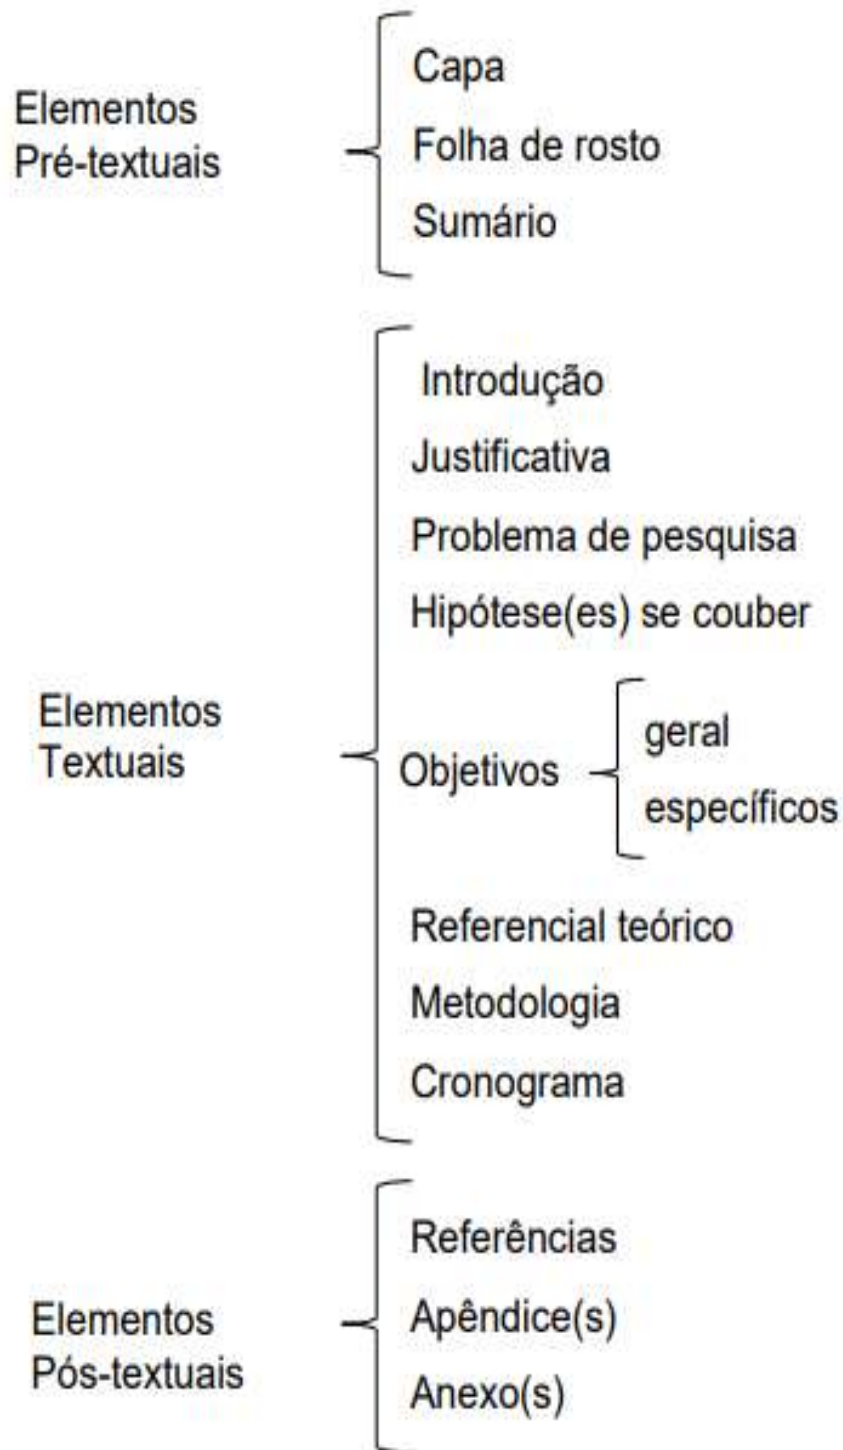 Elementos
Pré-textuais
Capa
Folha de rosto
Sumário
Elementos
Textuais
Introdução
Justificativa
Problema de pesquisa
Hipótese(es) se couber
Objetivos
geral
específicos
Referencial teórico
Metodologia
Cronograma
Elementos
Pós-textuais
Referências
Apêndice(s)
Anexo(s)